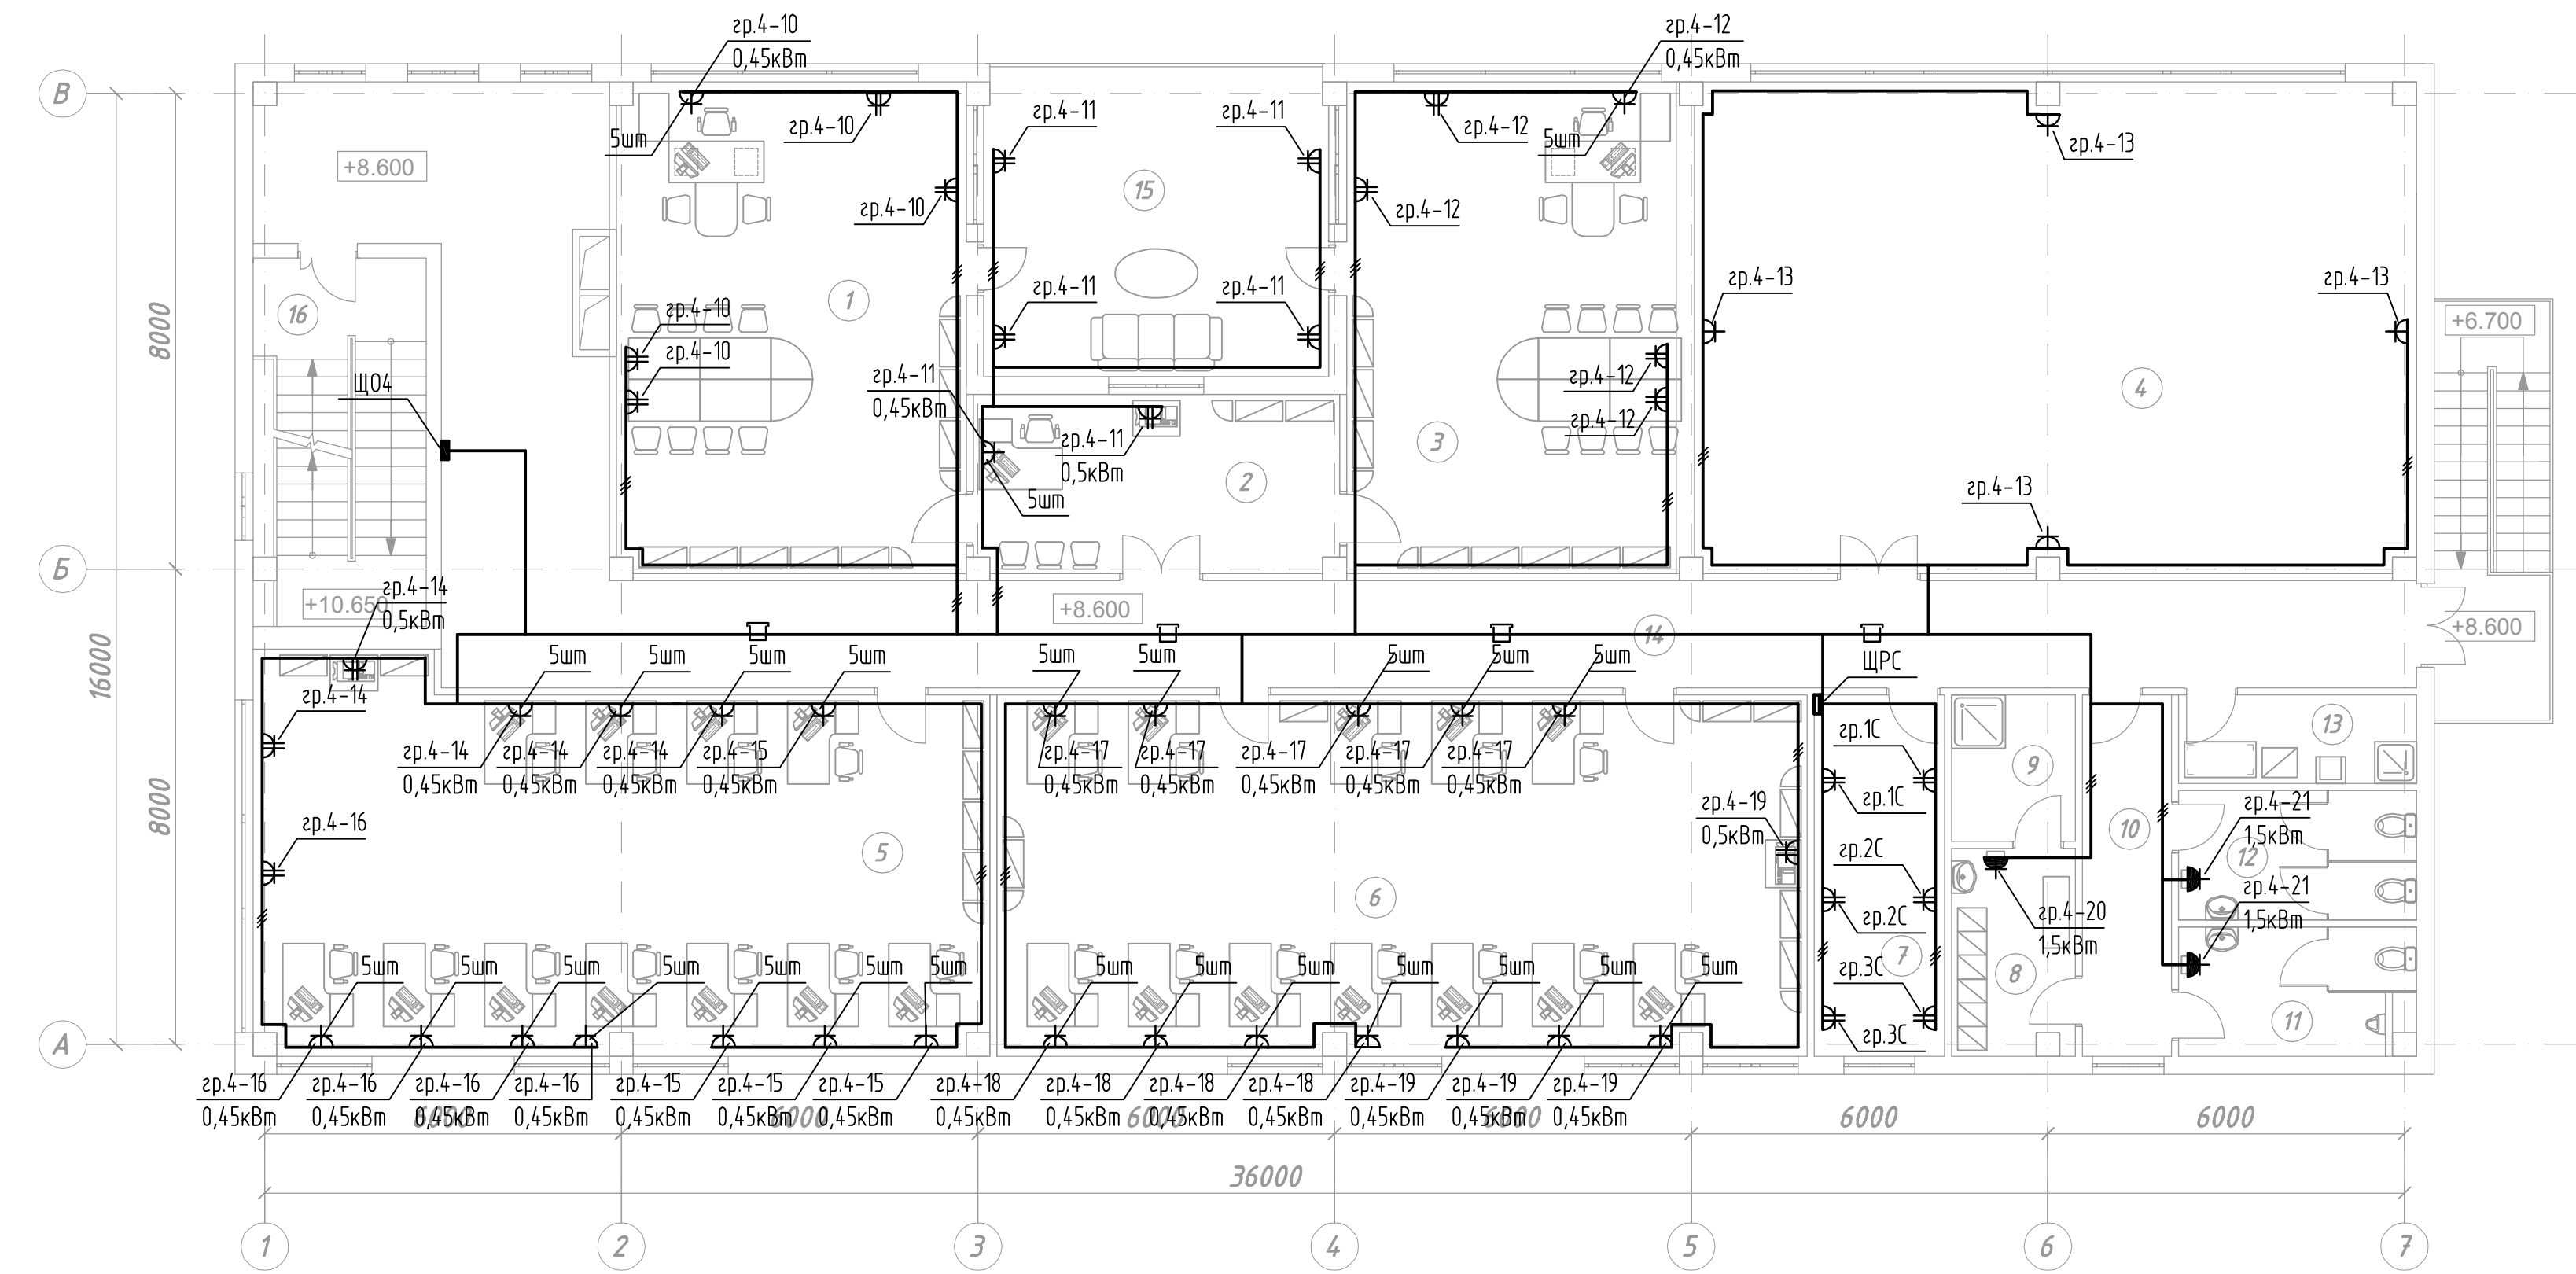 гр.4-10
0,45кВт
гр.4-12
0,45кВт
В
гр.4-11
гр.4-11
5шт
гр.4-10
гр.4-12
5шт
гр.4-13
+8.600
15
гр.4-10
гр.4-12
гр.4-11
гр.4-11
гр.4-13
гр.4-13
16
гр.4-10
1
+6.700
8000
гр.4-10
ЩО4
гр.4-11
0,45кВт
гр.4-12
4
гр.4-12
гр.4-11
0,5кВт
3
2
5шт
гр.4-13
Б
+10.650
гр.4-14
0,5кВт
+8.600
14
+8.600
16000
5шт
5шт
5шт
5шт
5шт
5шт
5шт
5шт
5шт
ЩРС
гр.4-14
гр.1С
13
гр.4-14
0,45кВт
гр.4-14
0,45кВт
гр.4-14
0,45кВт
гр.4-15
0,45кВт
гр.4-17
0,45кВт
гр.4-17
0,45кВт
гр.4-17
0,45кВт
гр.4-17
0,45кВт
гр.4-17
0,45кВт
9
8000
гр.1С
гр.4-19
0,5кВт
гр.4-21
1,5кВт
гр.4-16
10
5
гр.2С
12
6
гр.4-21
1,5кВт
гр.2С
гр.4-20
1,5кВт
7
гр.3С
8
5шт
5шт
5шт
5шт
5шт
5шт
5шт
5шт
5шт
5шт
5шт
5шт
5шт
5шт
11
гр.3С
А
гр.4-16
0,45кВт
гр.4-16
0,45кВт
гр.4-16
0,45кВт
гр.4-16
0,45кВт
гр.4-15
0,45кВт
гр.4-15
0,45кВт
гр.4-15
0,45кВт
гр.4-18
0,45кВт
гр.4-18
0,45кВт
гр.4-18
0,45кВт
гр.4-18
0,45кВт
гр.4-19
0,45кВт
гр.4-19
0,45кВт
гр.4-19
0,45кВт
6000
6000
6000
6000
6000
6000
36000
1
2
3
4
5
6
7